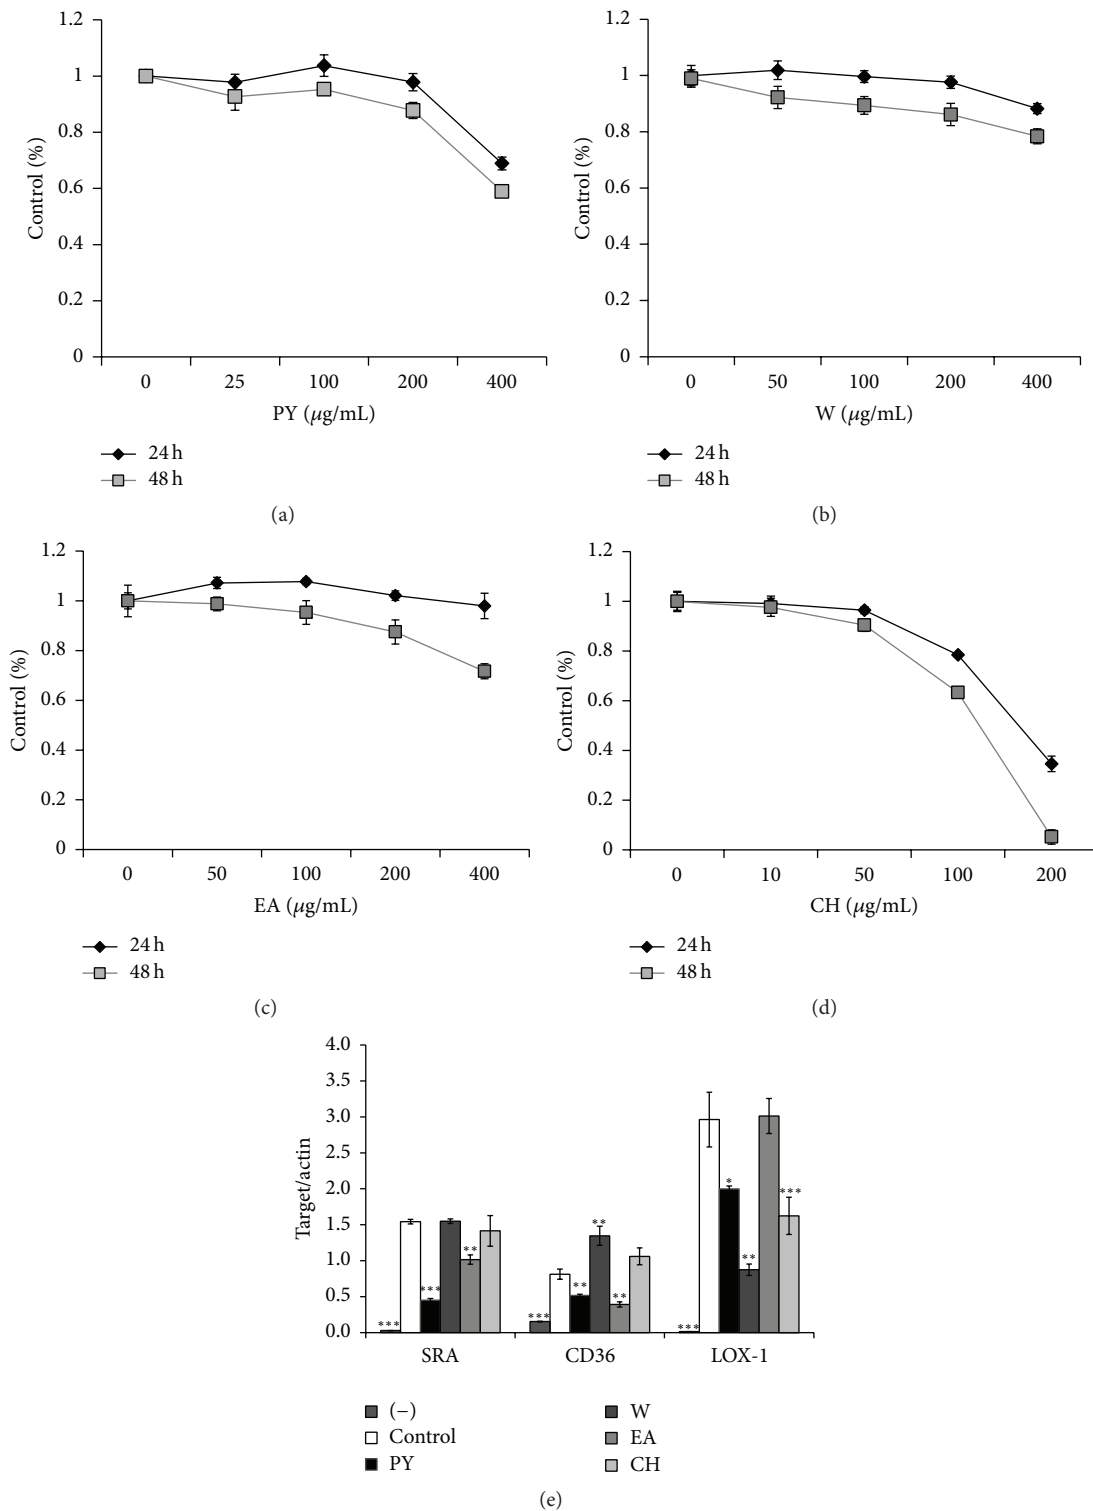 1.2
1
0.8
0.6
0.4
0.2
0
Control (%)
0 25 100 200 400
PY (μg/mL)
24 h
48 h
(a)
1.2
1
0.8
0.6
0.4
0.2
0
Control (%)
0 50 100 200 400
W (μg/mL)
24 h
48 h
(b)
1.2
1
0.8
0.6
0.4
0.2
0
Control (%)
0 50 100 200 400
EA (μg/mL)
24 h
48 h
(c)
1.2
1
0.8
0.6
0.4
0.2
0
Control (%)
0 10 50 100 200
CH (μg/mL)
24 h
48 h
(d)
4.0
3.5
3.0
2.5
2.0
1.5
1.0
0.5
0.0
Target/actin
*** *** **
*** ** ** **
*** * ** ***
SRA CD36 LOX-1
(−)
Control
PY
W
EA
CH
(e)